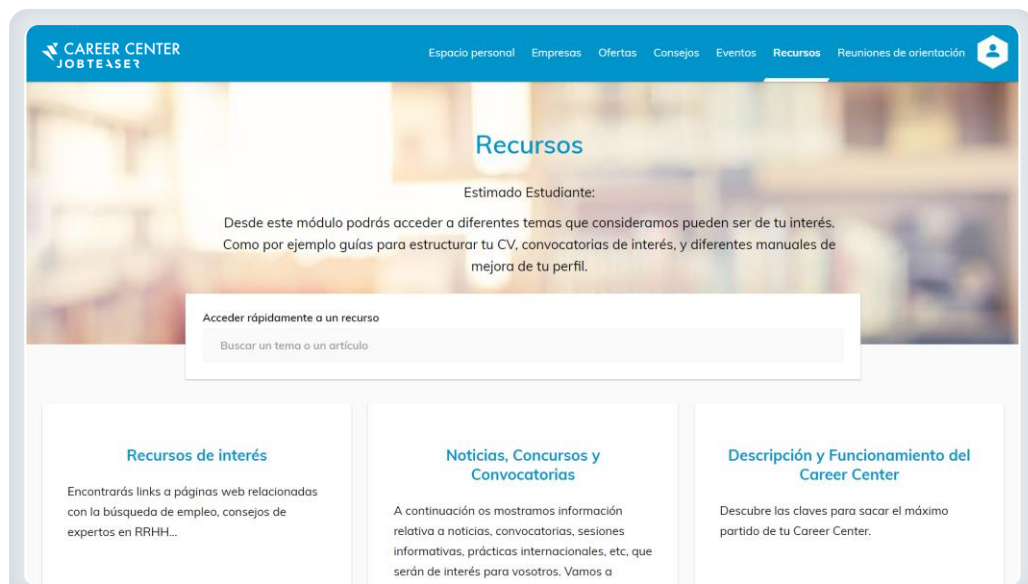 CAREER CENTER
JOBTEASER
Espacio personal Empresas Ofertas Consejos Eventos Recursos Reuniones de orientación
Recursos
Estimado Estudiante:
Desde este módulo podrás acceder a diferentes temas que consideramos pueden ser de tu interés.
Como por ejemplo guías para estructurar tu CV, convocatorias de interés, y diferentes manuales de
mejora de tu perfil.
Acceder rápidamente a un recurso
Buscar un tema o un artículo
Recursos de interés
Encontrarás links a páginas web relacionadas
con la búsqueda de empleo, consejos de
expertos en RRHH...
Noticias, Concursos y
Convocatorias
A continuación os mostramos información
relativa a noticias, convocatorias, sesiones
informativas, prácticas internacionales, etc, que
serán de interés para vosotros. Vamos a
Descripción y Funcionamiento del
Career Center
Descubre las claves para sacar el máximo
partido de tu Career Center.